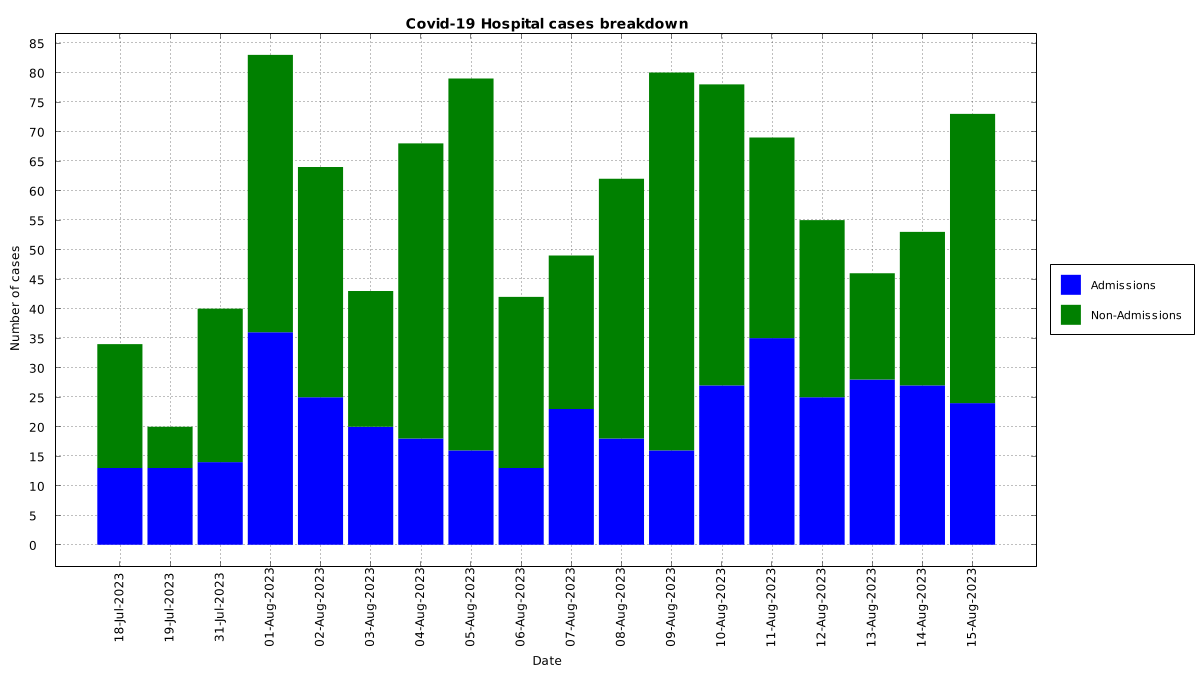 Covid-19 Hospital cases breakdown
85
80
75
70
65
60
55
50
45
40
35
30
25
20
15
10
5
0
Number of cases
18-Jul-2023
19-Jul-2023
31-Jul-2023
01-Aug-2023
02-Aug-2023
03-Aug-2023
04-Aug-2023
05-Aug-2023
06-Aug-2023
07-Aug-2023
08-Aug-2023
09-Aug-2023
10-Aug-2023
11-Aug-2023
12-Aug-2023
13-Aug-2023
14-Aug-2023
15-Aug-2023
Date
Admissions
Non-Admissions